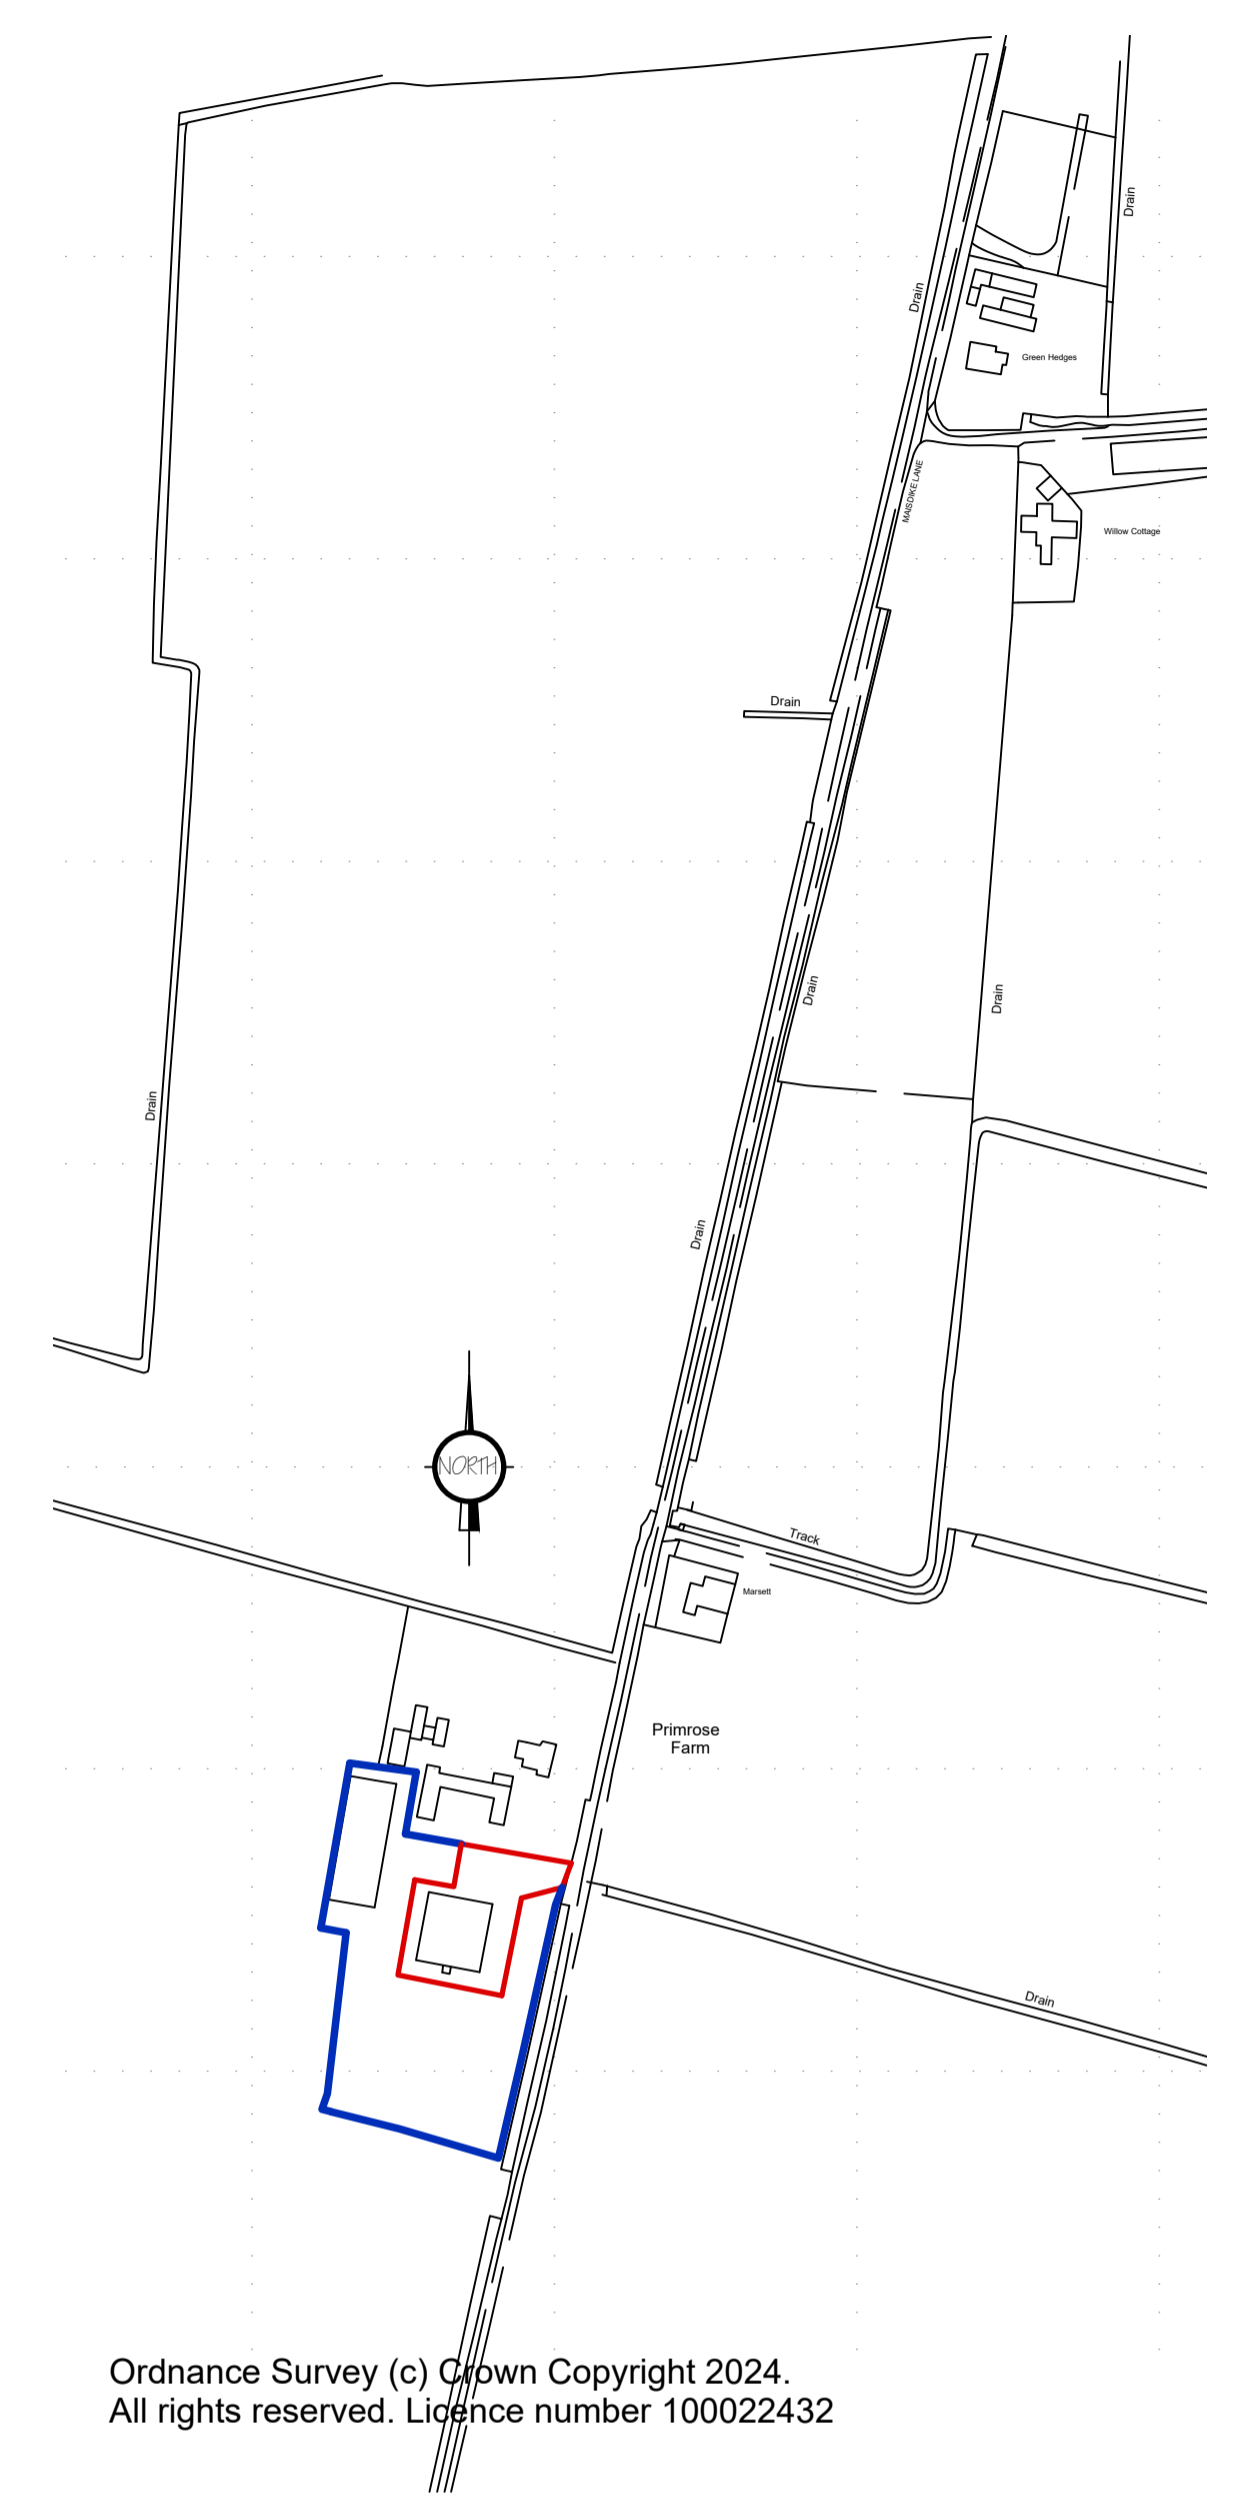 Drain
Drain
Green Hedges
MAISDIKE LANE
Willow Cottage
Drain
Drain
Drain
Drain
Drain
NORTH
Track
Marsett
Primrose
Farm
Drain
Ordnance Survey (c) Crown Copyright 2024.
All rights reserved. Licence number 100022432